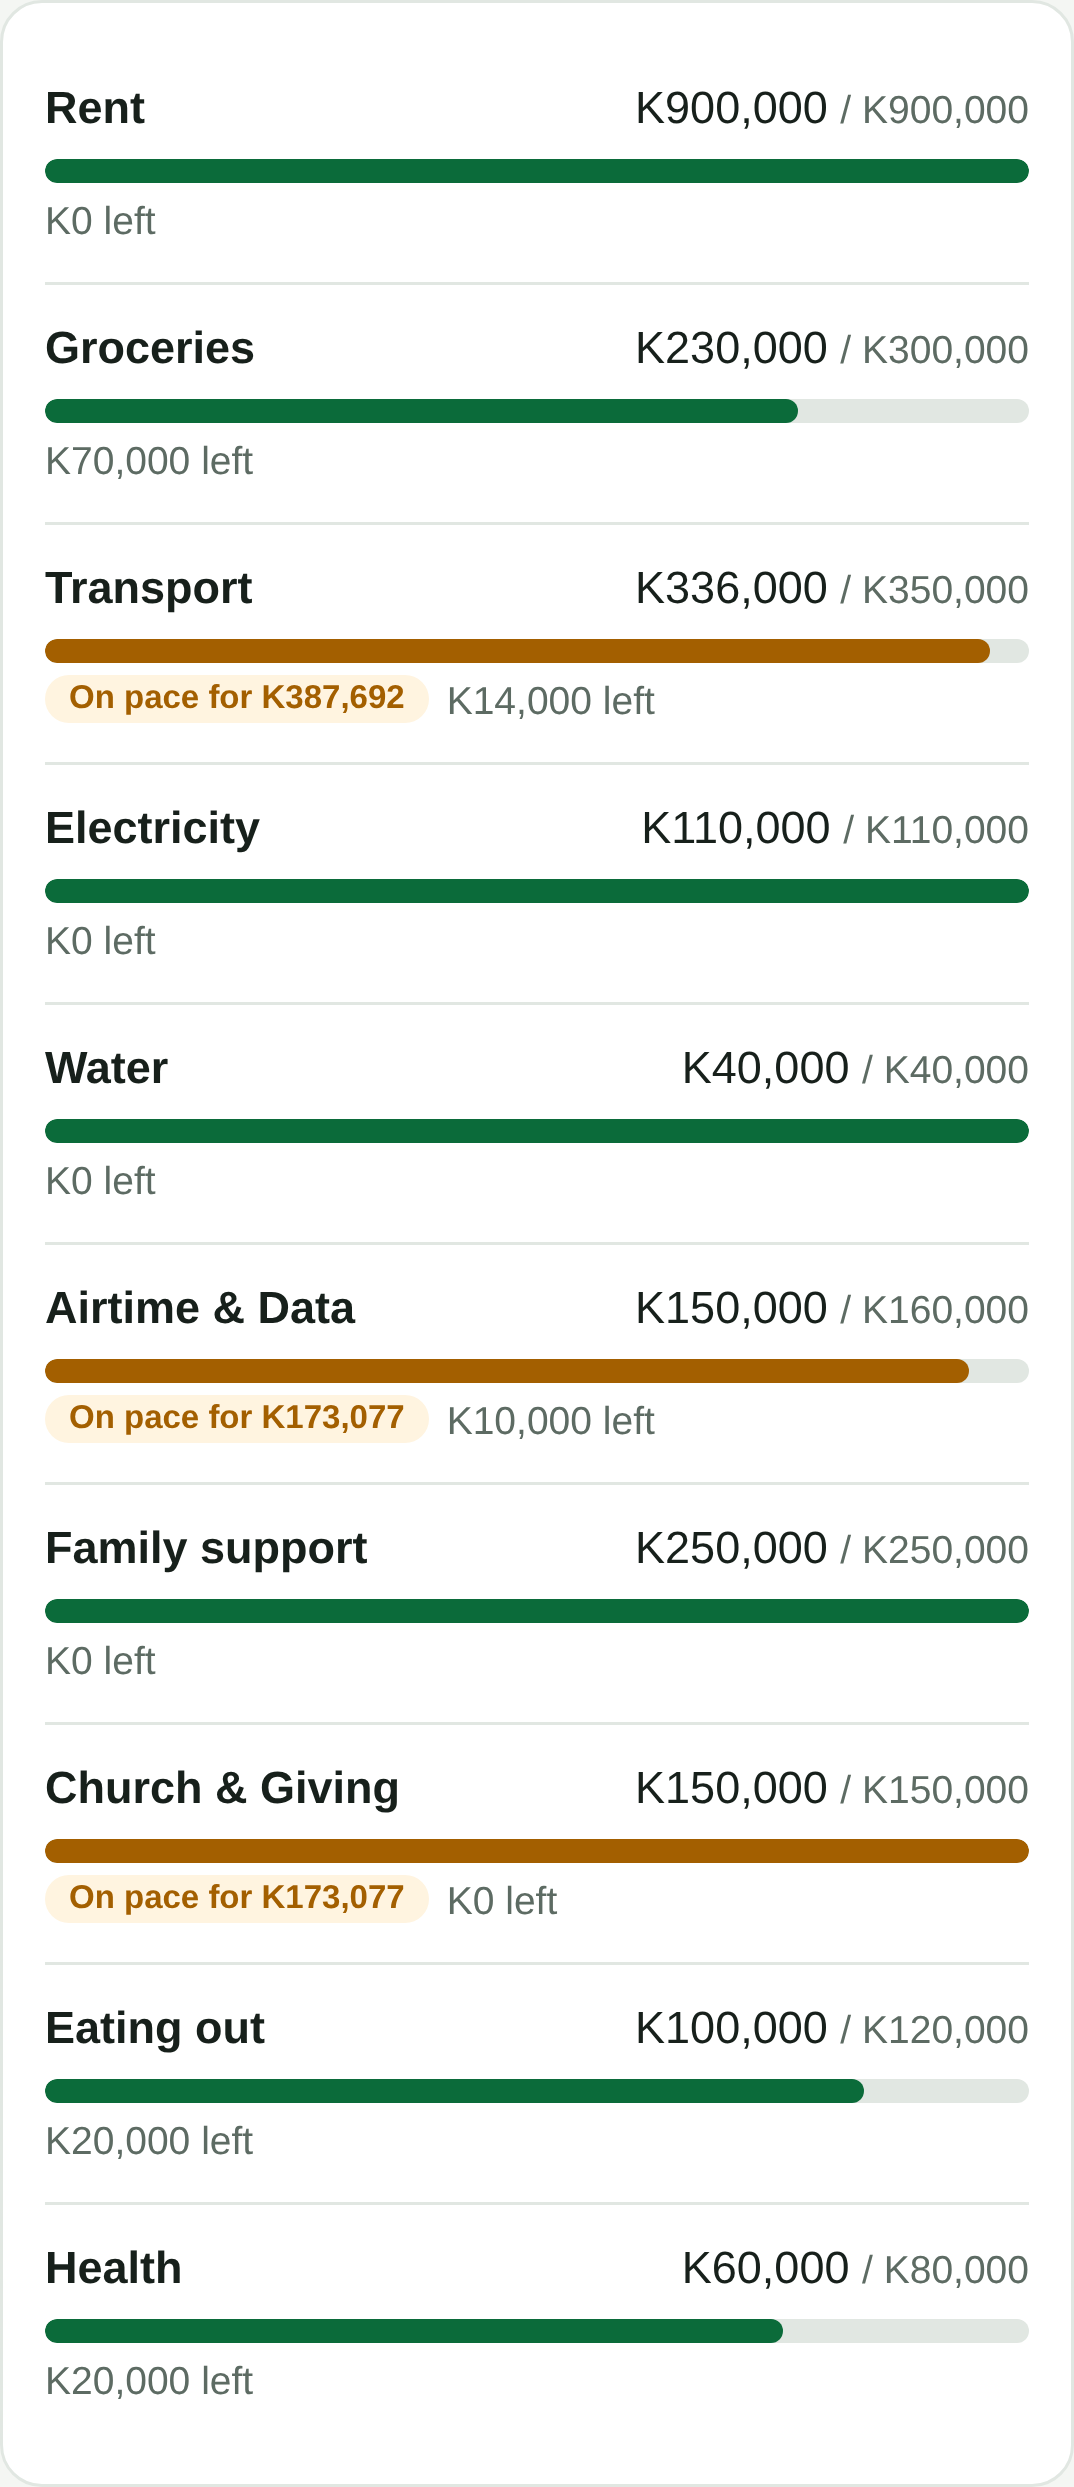 Rent K900,000 / K900,000
K0 left
Groceries K230,000 / K300,000
K70,000 left
Transport K336,000 / K350,000
On pace for K387,692 K14,000 left
Electricity K110,000 / K110,000
K0 left
Water K40,000 / K40,000
K0 left
Airtime & Data K150,000 / K160,000
On pace for K173,077 K10,000 left
Family support K250,000 / K250,000
K0 left
Church & Giving K150,000 / K150,000
On pace for K173,077 K0 left
Eating out K100,000 / K120,000
K20,000 left
Health K60,000 / K80,000
K20,000 left